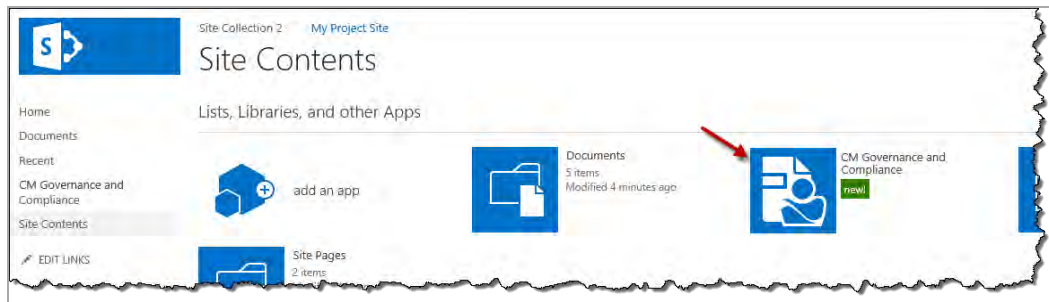 S
Site Collection 2 My Project Site
Site Contents
Home
Documents
Recent
CM Governance and
Compliance
Site Contents
EDIT LINKS
Lists, Libraries, and other Apps
add an app
Documents
5 items
Modified 4 minutes ago
CM Governance and
Compliance
new!
Site Pages
2 items